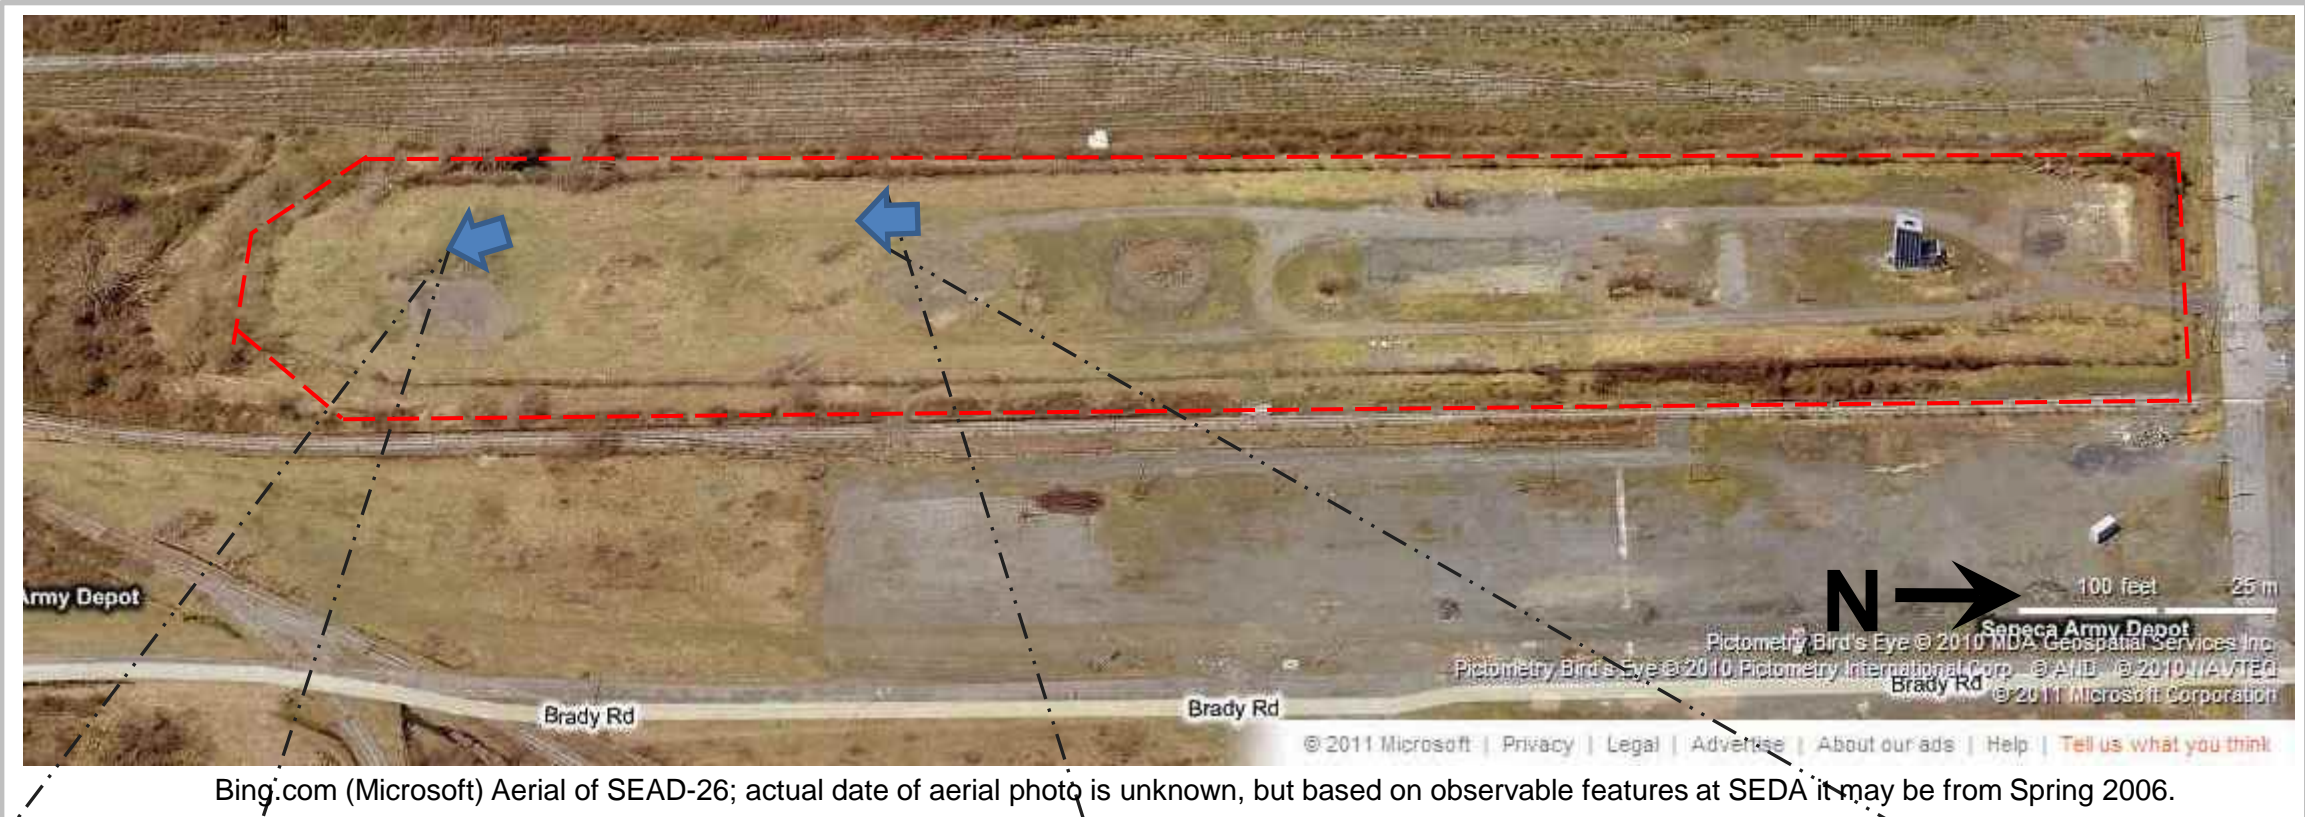 Army Depot
N
100 feet
25 m
Seneca Army Depot
Pictometry Bird's Eye © 2010 MDA Geospatial Services Inc
Pictometry Bird's Eye © 2010 Pictometry International Corp. © AND © 2010 NAVTEQ
Brady Rd
© 2011 Microsoft Corporation
Brady Rd
Brady Rd
© 2011 Microsoft | Privacy | Legal | Advertise | About our ads | Help | Tell us what you think
Bing.com (Microsoft) Aerial of SEAD-26; actual date of aerial photo is unknown, but based on observable features at SEDA it may be from Spring 2006.